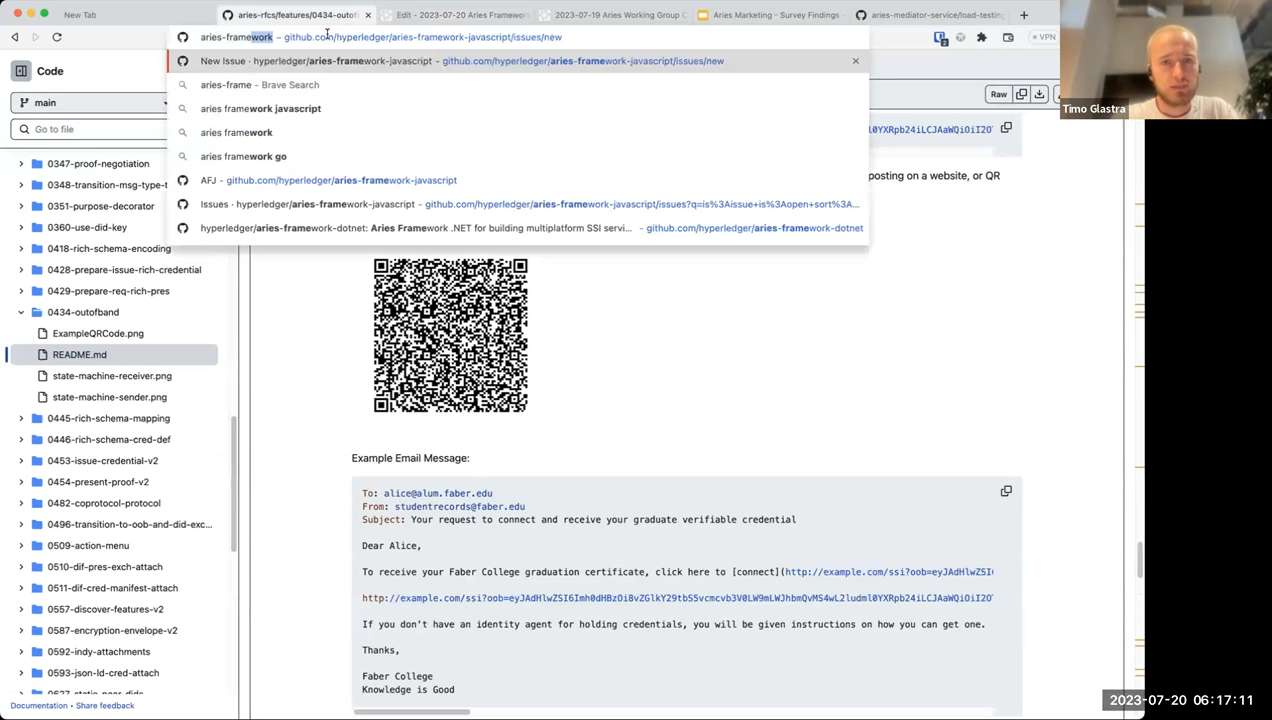 New Tab
aries-rfcs/features/0434-outofl
Edit - 2023-07-20 Aries Framewor
2023-07-19 Aries Working Group C
Aries Marketing - Survey Findings
aries-mediator-service/load-testing
aries-framework – github.com/hyperledger/aries-framework-javascript/issues/new
VPN
New Issue · hyperledger/aries-framework-javascript – github.com/hyperledger/aries-framework-javascript/issues/new
aries-frame – Brave Search
aries framework javascript
aries framework
aries framework go
AFJ - github.com/hyperledger/aries-framework-javascript
Issues · hyperledger/aries-framework-javascript – github.com/hyperledger/aries-framework-javascript/issues?q=is%3Aissue+is%3Aopen+sort%3A...
hyperledger/aries-framework-dotnet: Aries Framework .NET for building multiplatform SSI servi... – github.com/hyperledger/aries-framework-dotnet
Code
main
Go to file
0347-proof-negotiation
0348-transition-msg-type-t
0351-purpose-decorator
0360-use-did-key
0418-rich-schema-encoding
0428-prepare-issue-rich-credential
0429-prepare-req-rich-pres
0434-outofband
ExampleQRCode.png
README.md
state-machine-receiver.png
state-machine-sender.png
0445-rich-schema-mapping
0446-rich-schema-cred-def
0453-issue-credential-v2
0454-present-proof-v2
0482-coprotocol-protocol
0496-transition-to-oob-and-did-exc...
0509-action-menu
0510-dif-pres-exch-attach
0511-dif-cred-manifest-attach
0557-discover-features-v2
0587-encryption-envelope-v2
0592-indy-attachments
0593-json-ld-cred-attach
0627-static-peer-dids
Documentation • Share feedback
Raw
l0YXRpb24iLCJAaWQiOiI2O
posting on a website, or QR
Example Email Message:
To: alice@alum.faber.edu
From: studentrecords@faber.edu
Subject: Your request to connect and receive your graduate verifiable credential
Dear Alice,
To receive your Faber College graduation certificate, click here to [connect](http://example.com/ssi?oob=eyJAdHlwZSI6
http://example.com/ssi?oob=eyJAdHlwZSI6Imh0dHBzOi8vZGlkY29tbS5vcmcvb3V0LW9mLWJhbmQvMS4wL2ludml0YXRpb24iLCJAaWQiOiI2O
If you don't have an identity agent for holding credentials, you will be given instructions on how you can get one.
Thanks,
Faber College
Knowledge is Good
Timo Glastra
2023-07-20 06:17:11